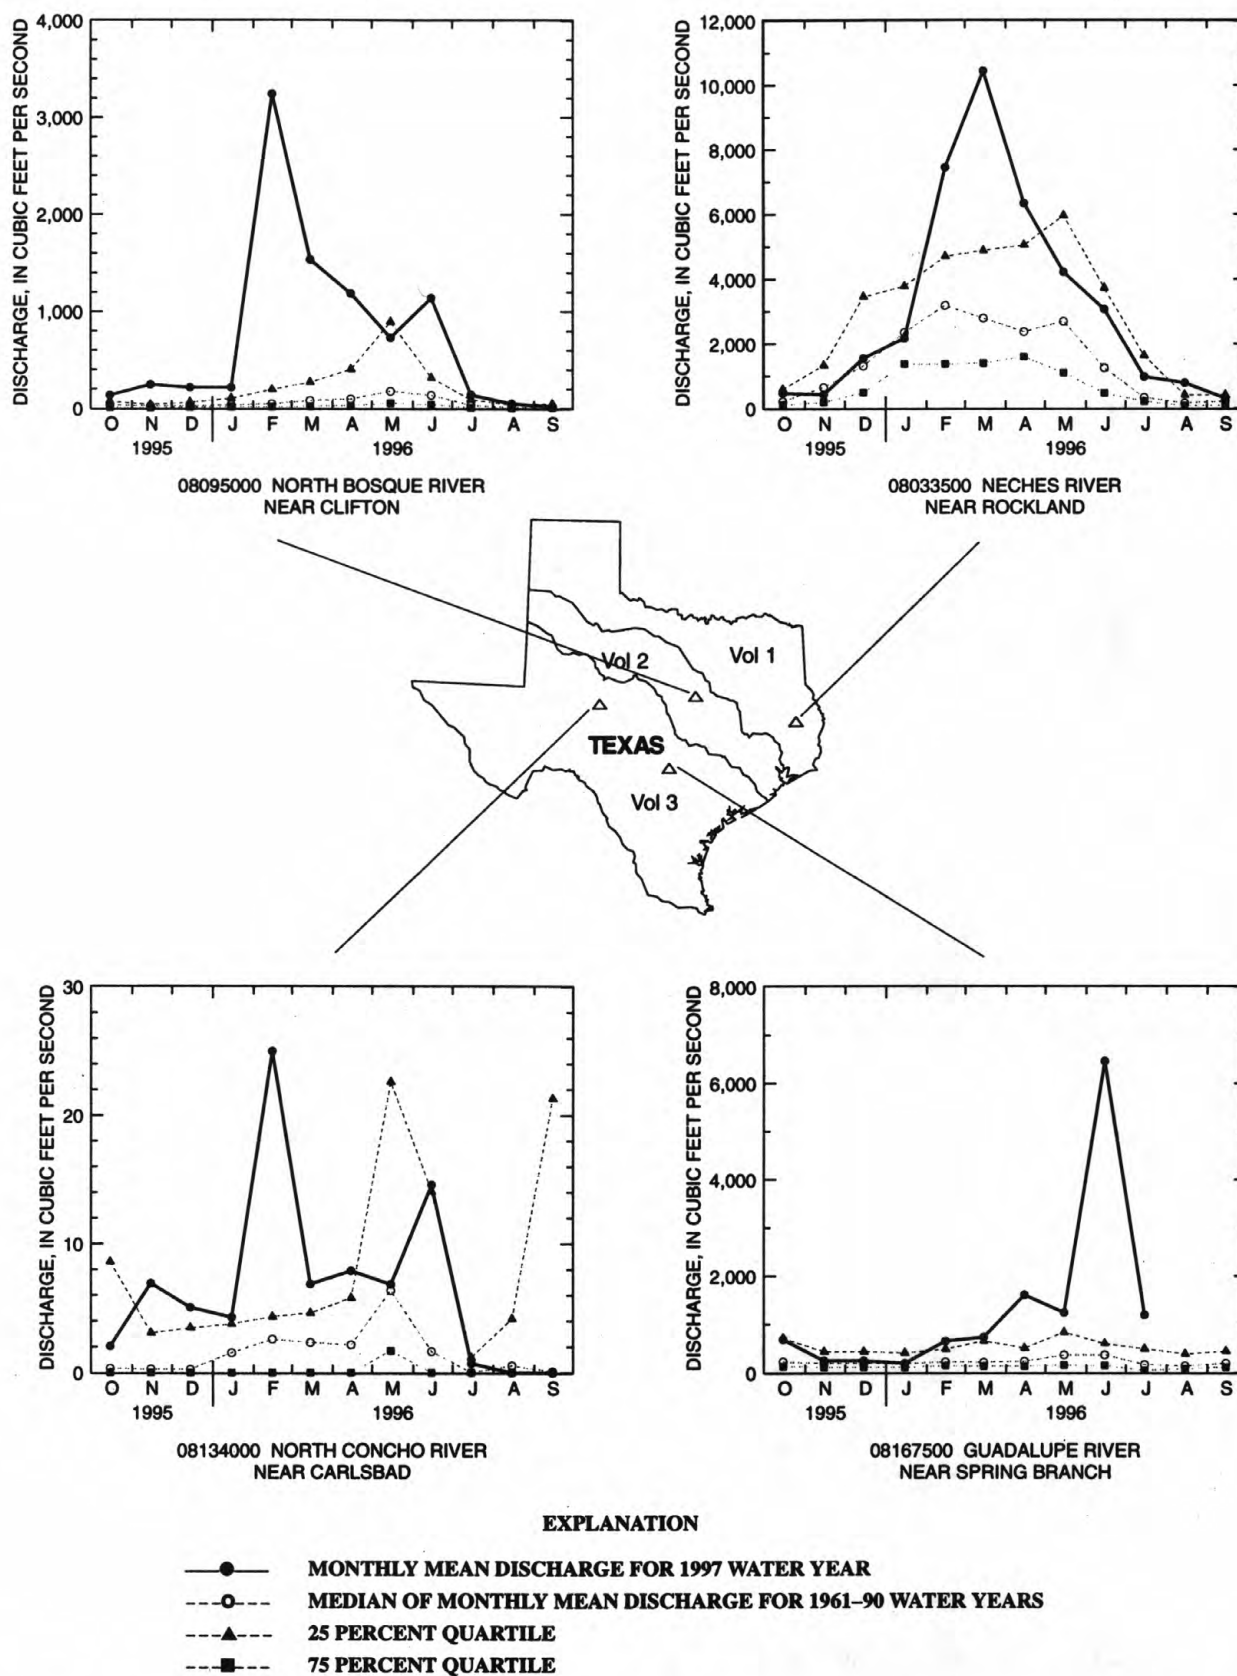 4,000
3,000
2,000
1,000
0
DISCHARGE, IN CUBIC FEET PER SECOND
O N D J F M A M J J A S
1995 1996
08095000 NORTH BOSQUE RIVER
NEAR CLIFTON
12,000
10,000
8,000
6,000
4,000
2,000
0
DISCHARGE, IN CUBIC FEET PER SECOND
O N D J F M A M J J A S
1995 1996
08033500 NECHES RIVER
NEAR ROCKLAND
Vol 2
Vol 1
TEXAS
Vol 3
30
20
10
0
DISCHARGE, IN CUBIC FEET PER SECOND
O N D J F M A M J J A S
1995 1996
08134000 NORTH CONCHO RIVER
NEAR CARLSBAD
8,000
6,000
4,000
2,000
0
DISCHARGE, IN CUBIC FEET PER SECOND
O N D J F M A M J J A S
1995 1996
08167500 GUADALUPE RIVER
NEAR SPRING BRANCH
EXPLANATION
MONTHLY MEAN DISCHARGE FOR 1997 WATER YEAR
MEDIAN OF MONTHLY MEAN DISCHARGE FOR 1961–90 WATER YEARS
25 PERCENT QUARTILE
75 PERCENT QUARTILE